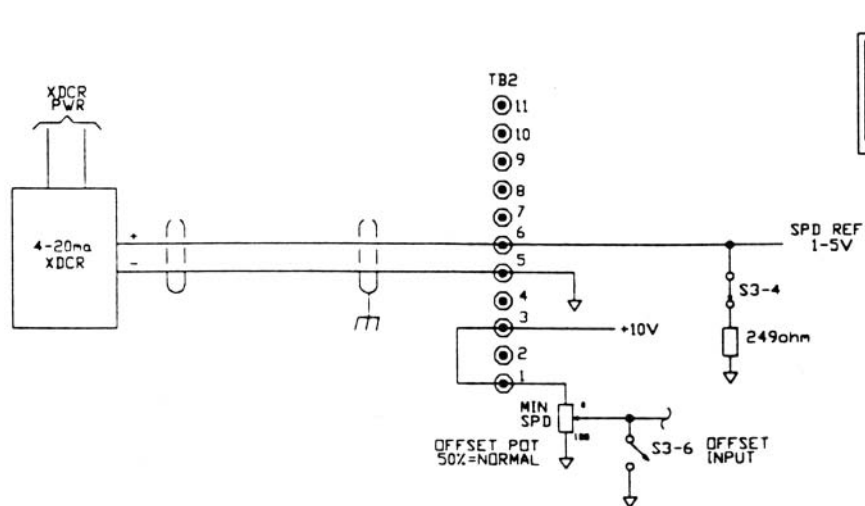 XDCR
PWR
TB2
11
10
9
8
7
6
5
4
3
2
1
4-20ma
XDCR
+
-
SPD REF
1-5V
S3-4
249ohm
+10V
MIN
SPD
100
OFFSET POT
50%=NORMAL
S3-6
OFFSET
INPUT